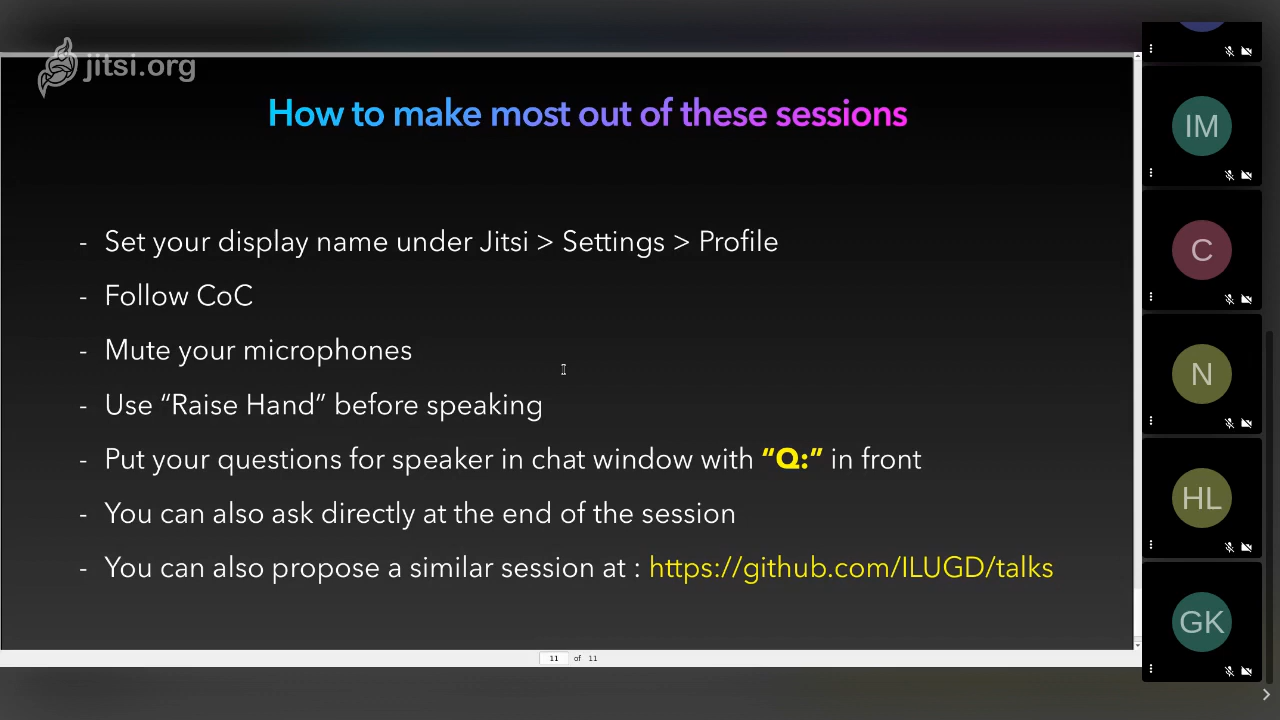 jitsi.org
How to make most out of these sessions
- Set your display name under Jitsi > Settings > Profile
- Follow CoC
- Mute your microphones
- Use “Raise Hand” before speaking
- Put your questions for speaker in chat window with “Q:” in front
- You can also ask directly at the end of the session
- You can also propose a similar session at : https://github.com/ILUGD/talks
11 of 11
IM
C
N
HL
GK